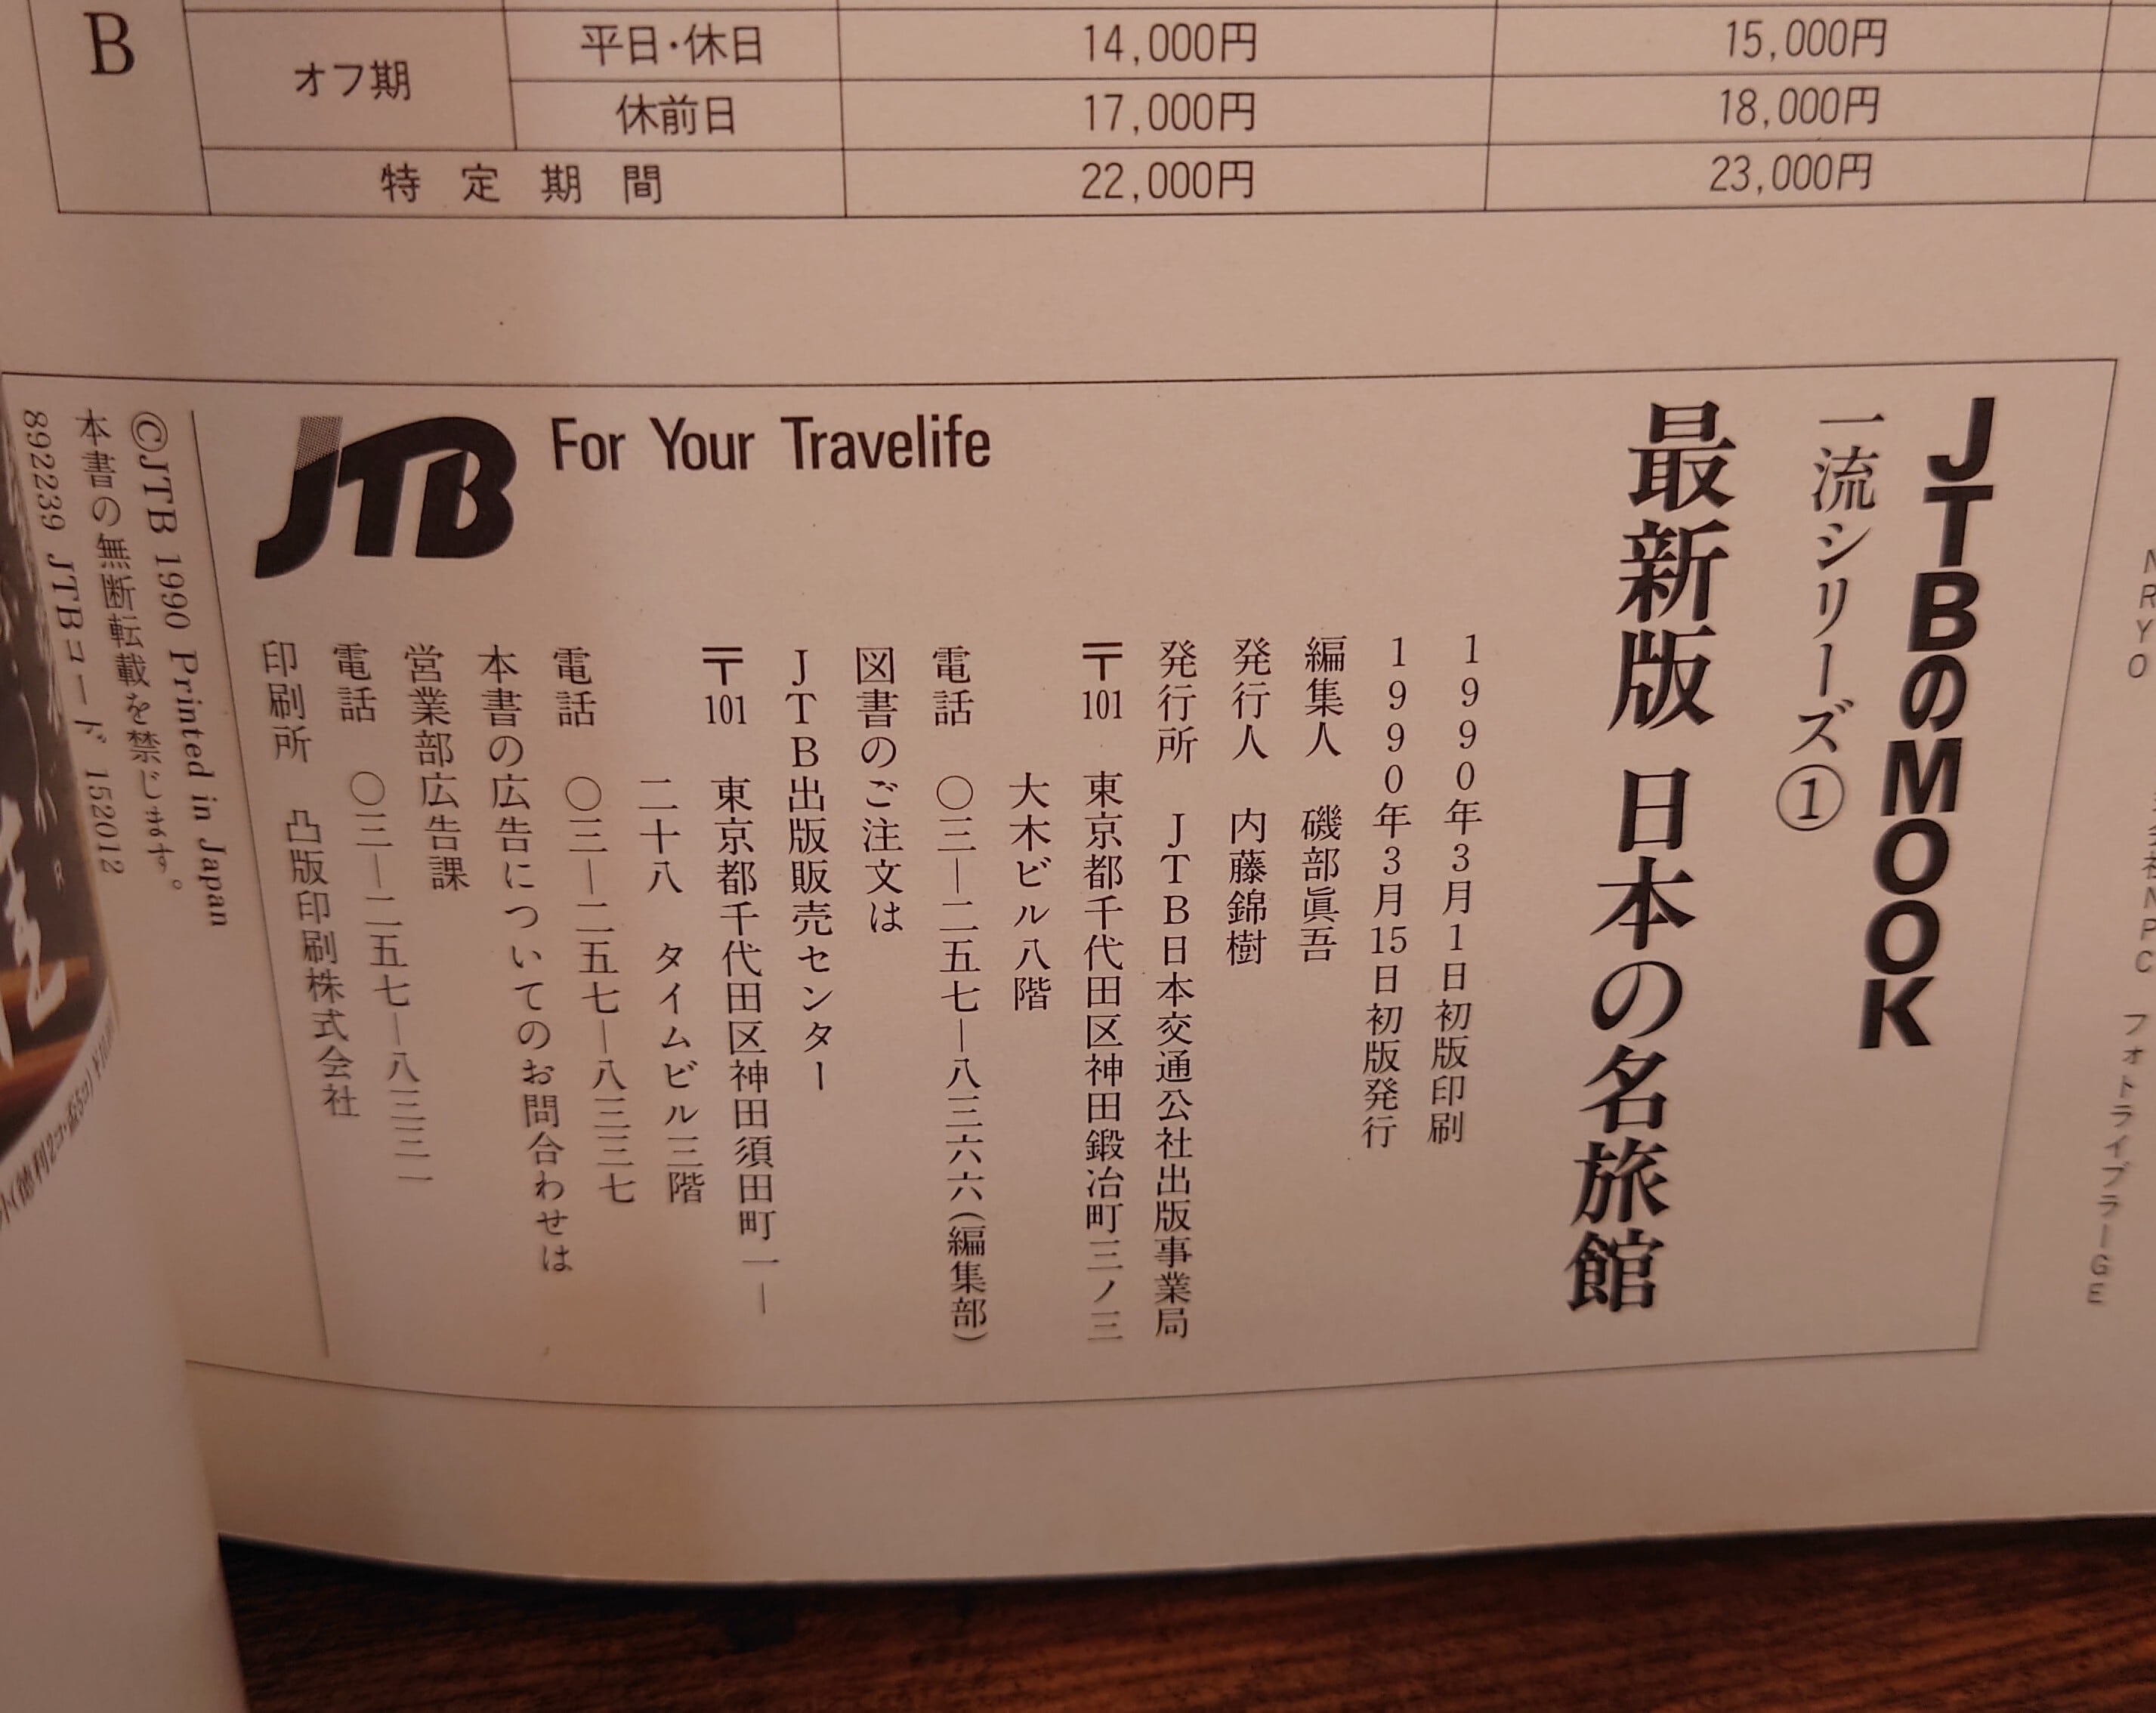 B
オフ期 平日・休日 14,000円 15,000円
休前日 17,000円 18,000円
特定期間 22,000円 23,000円
JTBのMOOK
一流シリーズ①
最新版 日本の名旅館
1990年3月1日初版印刷
1990年3月15日初版発行
編集人 磯部眞吾
発行人 内藤錦樹
発行所 JTB日本交通公社出版事業局
〒101 東京都千代田区神田鍛冶町三ノ三
大木ビル八階
電話 〇三―二五七―八三六六(編集部)
図書のご注文は
JTB出版販売センター
〒101 東京都千代田区神田須田町一―
二十八 タイムビル三階
電話 〇三―二五七―八三三七
本書の広告についてのお問合わせは
営業部広告課
電話 〇三―二五七―八三三一
印刷所 凸版印刷株式会社
JTB For Your Travelife
©JTB 1990 Printed in Japan
本書の無断転載を禁じます。
892239 JTBコード 152012
NPC フォトライブラリー